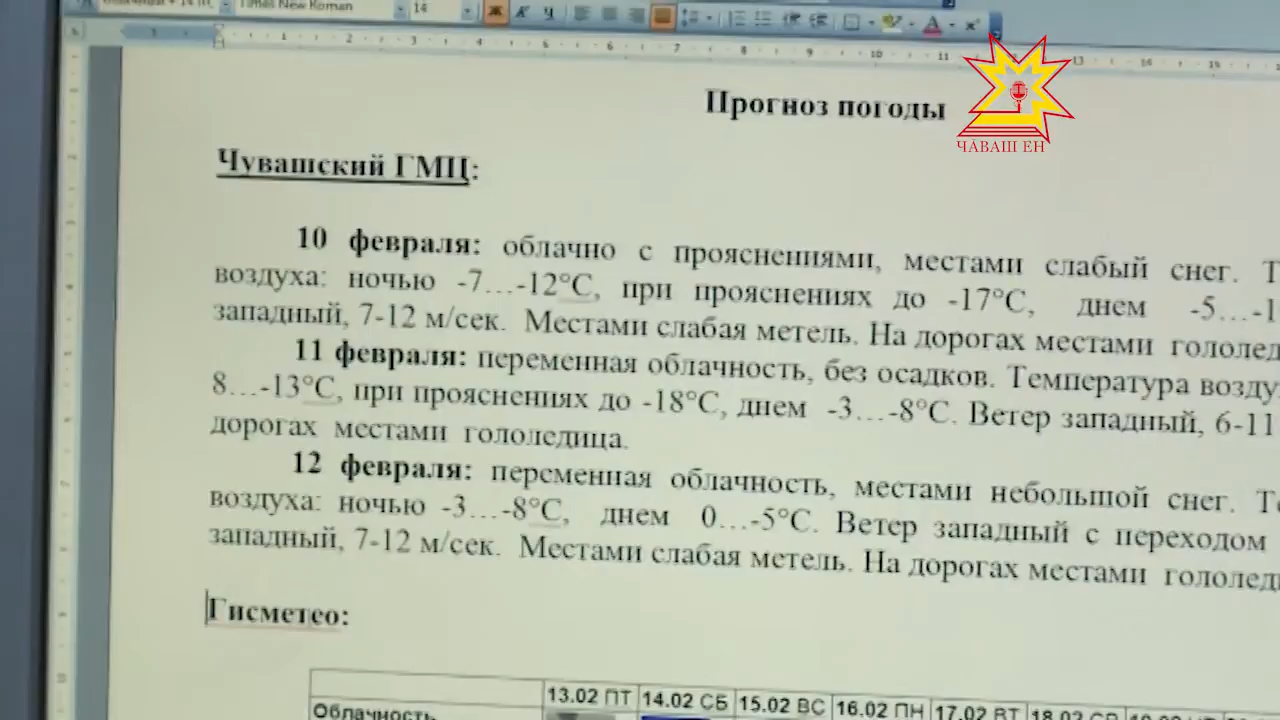 Times New Roman
14
Прогноз погоды
ЧӐВАШ ЕН
Чувашский ГМЦ:
10 февраля: облачно с прояснениями, местами слабый снег.
воздуха: ночью -7…-12°С, при прояснениях до -17°С, днем -5…-1
западный, 7-12 м/сек. Местами слабая метель. На дорогах местами гололед
11 февраля: переменная облачность, без осадков. Температура возду
8…-13°С, при прояснениях до -18°С, днем -3…-8°С. Ветер западный, 6-11
дорогах местами гололедица.
12 февраля: переменная облачность, местами небольшой снег.
воздуха: ночью -3…-8°С, днем 0…-5°С. Ветер западный с переходом
западный, 7-12 м/сек. Местами слабая метель. На дорогах местами гололед
Гисметео:
13.02 ПТ 14.02 СБ 15.02 ВС 16.02 ПН 17.02 ВТ 18.02 СР
Облачность